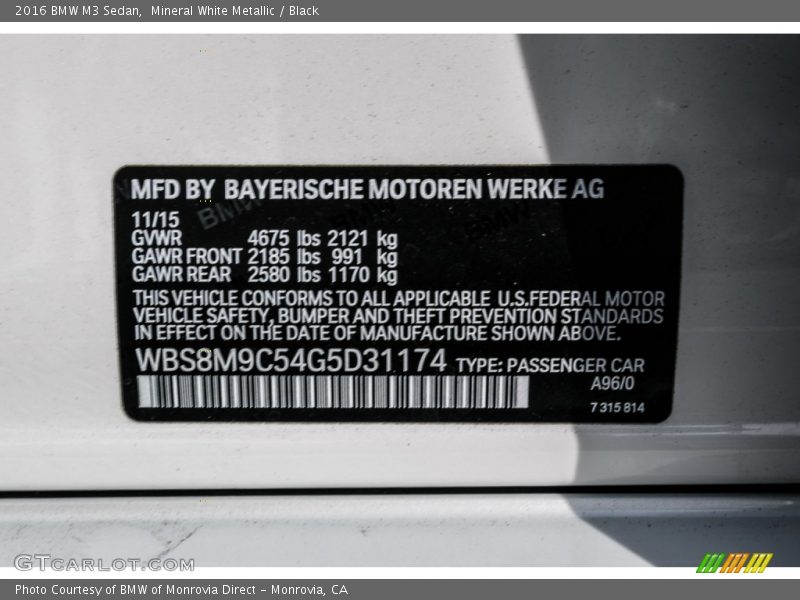 2016 BMW M3 Sedan, Mineral White Metallic / Black
MFD BY BAYERISCHE MOTOREN WERKE AG
11/15
GVWR 4675 lbs 2121 kg
GAWR FRONT 2185 lbs 991 kg
GAWR REAR 2580 lbs 1170 kg
THIS VEHICLE CONFORMS TO ALL APPLICABLE U.S.FEDERAL MOTOR
VEHICLE SAFETY, BUMPER AND THEFT PREVENTION STANDARDS
IN EFFECT ON THE DATE OF MANUFACTURE SHOWN ABOVE.
WBS8M9C54G5D31174 TYPE: PASSENGER CAR
A96/0
7 315 814
GTCARLOT.COM
Photo Courtesy of BMW of Monrovia Direct – Monrovia, CA